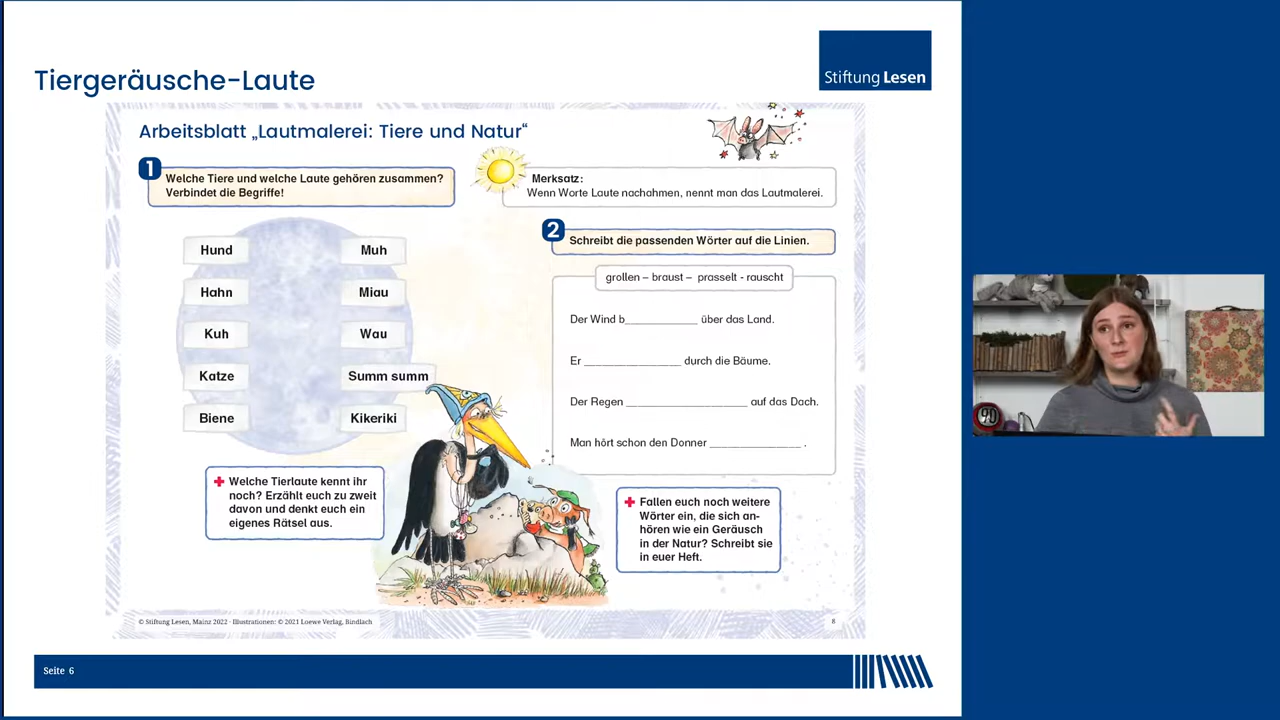 Tiergeräusche-Laute
Stiftung Lesen
Arbeitsblatt „Lautmalerei: Tiere und Natur“
1
Welche Tiere und welche Laute gehören zusammen?
Verbindet die Begriffe!
Hund
Muh
Hahn
Miau
Kuh
Wau
Katze
Summ summ
Biene
Kikeriki
Welche Tierlaute kennt ihr
noch? Erzählt euch zu zweit
davon und denkt euch ein
eigenes Rätsel aus.
Merksatz:
Wenn Worte Laute nachahmen, nennt man das Lautmalerei.
2
Schreibt die passenden Wörter auf die Linien.
grollen – braust – prasselt - rauscht
Der Wind b____________ über das Land.
Er ________________ durch die Bäume.
Der Regen ____________________ auf das Dach.
Man hört schon den Donner _______________ .
Fallen euch noch weitere
Wörter ein, die sich an-
hören wie ein Geräusch
in der Natur? Schreibt sie
in euer Heft.
© Stiftung Lesen, Mainz 2022 · Illustrationen: © 2021 Loewe Verlag, Bindlach
8
Seite 6
90